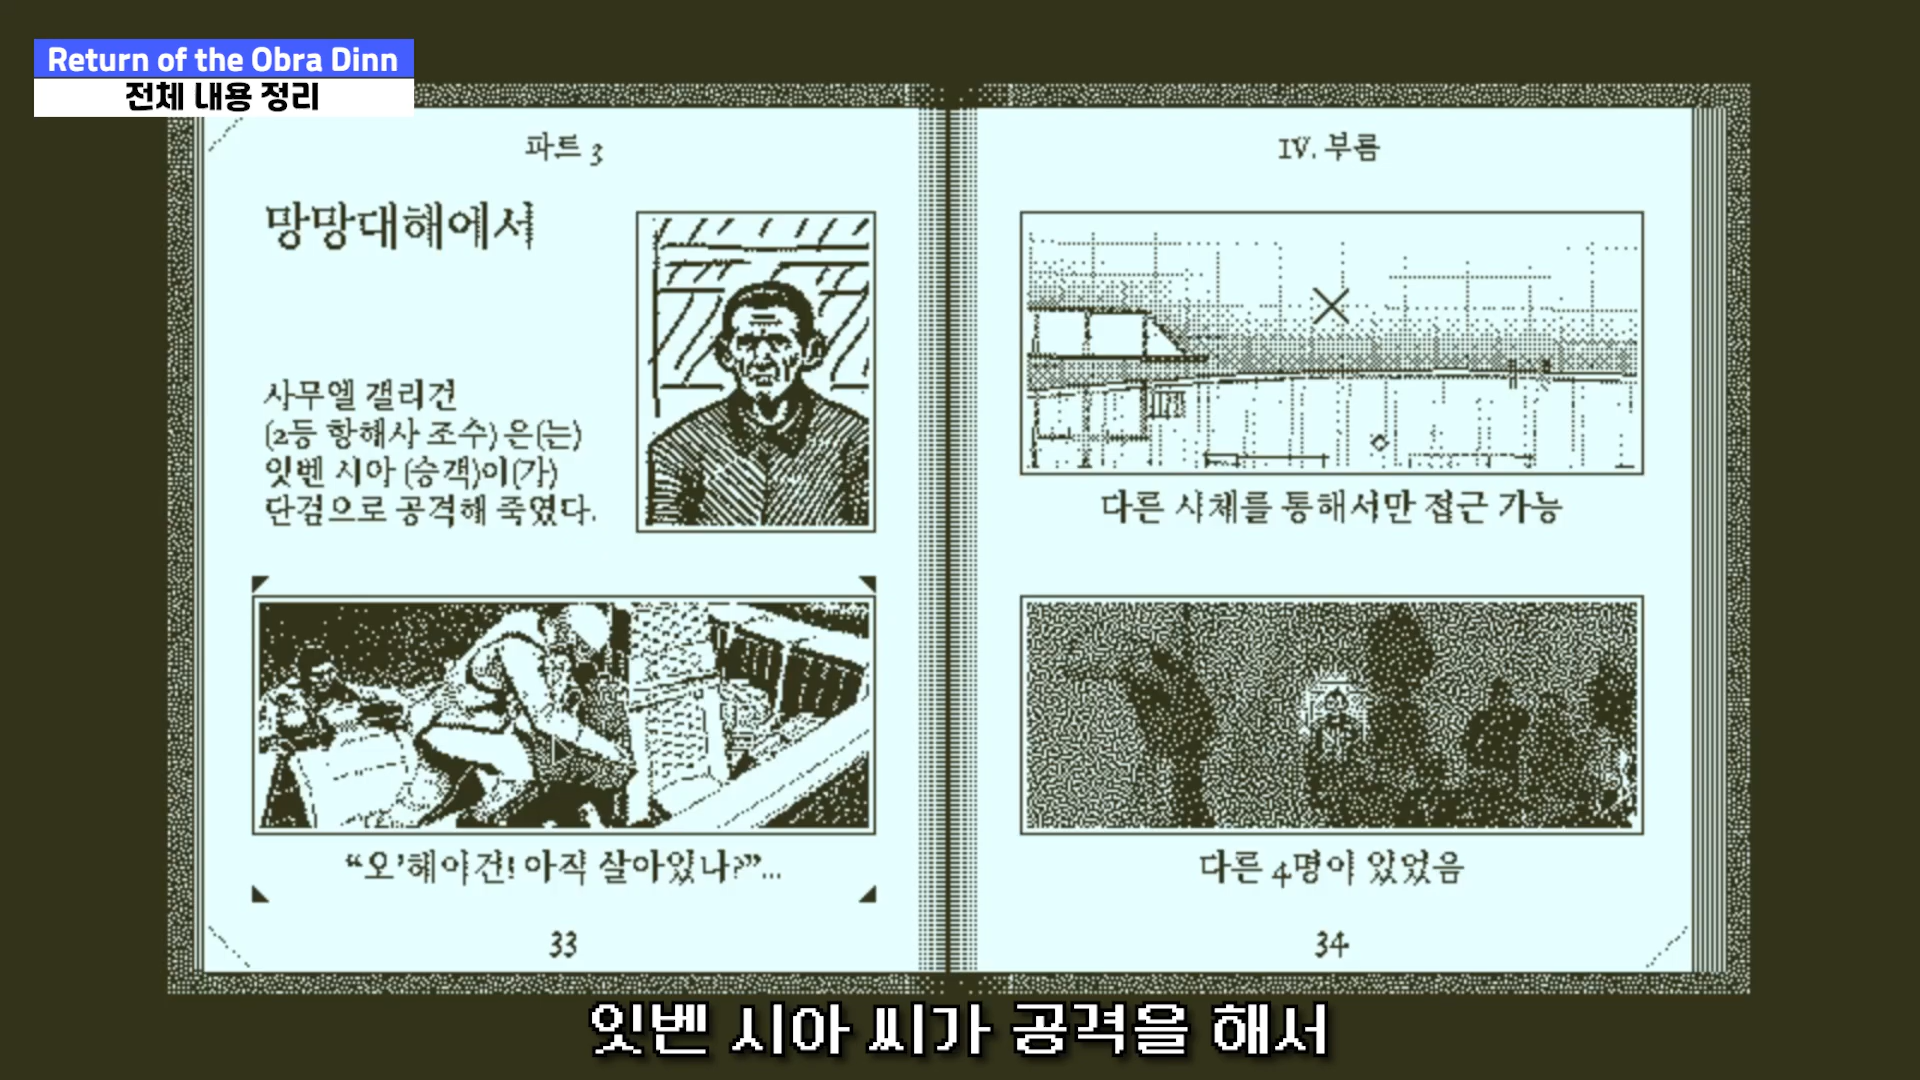 Return of the Obra Dinn
전체 내용 정리
파트 3
망망대해에서
사무엘 갤리건
(2등 항해사 조수) 은(는)
잇벤 시아 (승객)이(가)
단검으로 공격해 죽였다.
“오’헤이건! 아직 살아있나?”...
33
IV. 부름
다른 사체를 통해서만 접근 가능
다른 4명이 있었음
34
잇벤 시아 씨가 공격을 해서